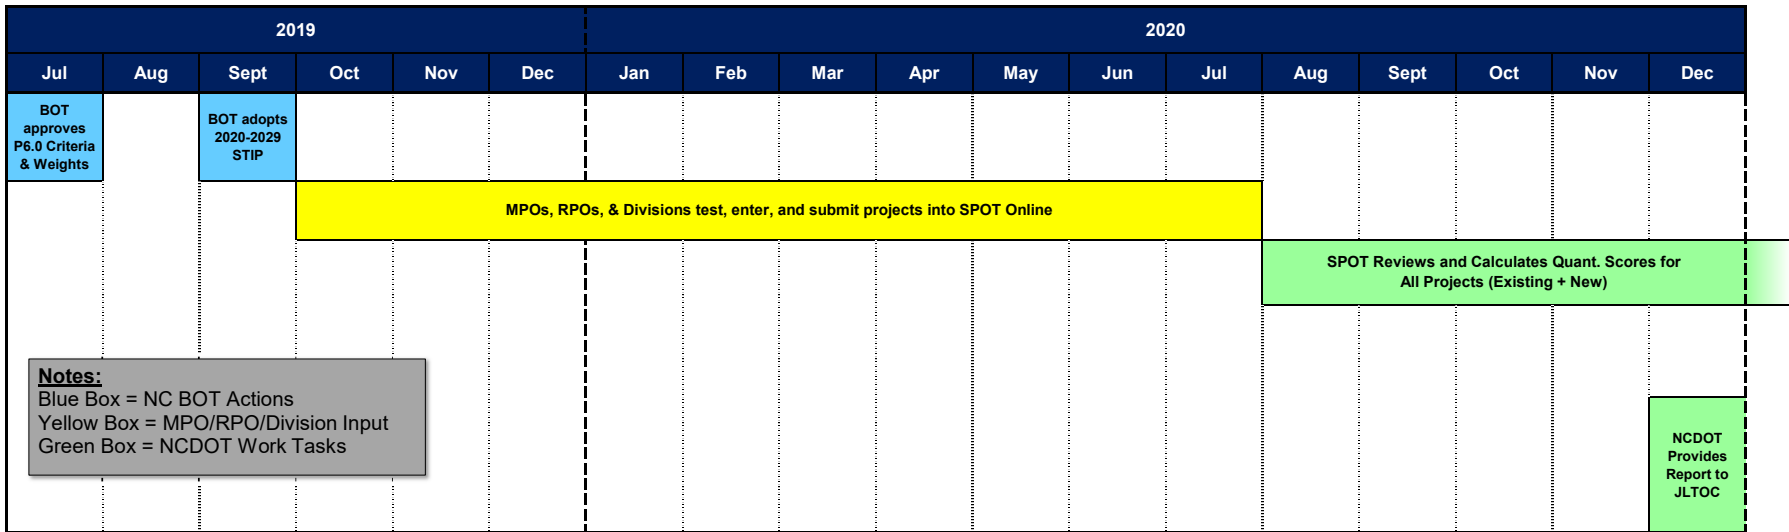 2019 2020
Jul Aug Sept Oct Nov Dec Jan Feb Mar Apr May Jun Jul Aug Sept Oct Nov Dec
BOT
approves
P6.0 Criteria
& Weights
BOT adopts
2020-2029
STIP
MPOs, RPOs, & Divisions test, enter, and submit projects into SPOT Online
SPOT Reviews and Calculates Quant. Scores for
All Projects (Existing + New)
Notes:
Blue Box = NC BOT Actions
Yellow Box = MPO/RPO/Division Input
Green Box = NCDOT Work Tasks
NCDOT
Provides
Report to
JLTOC